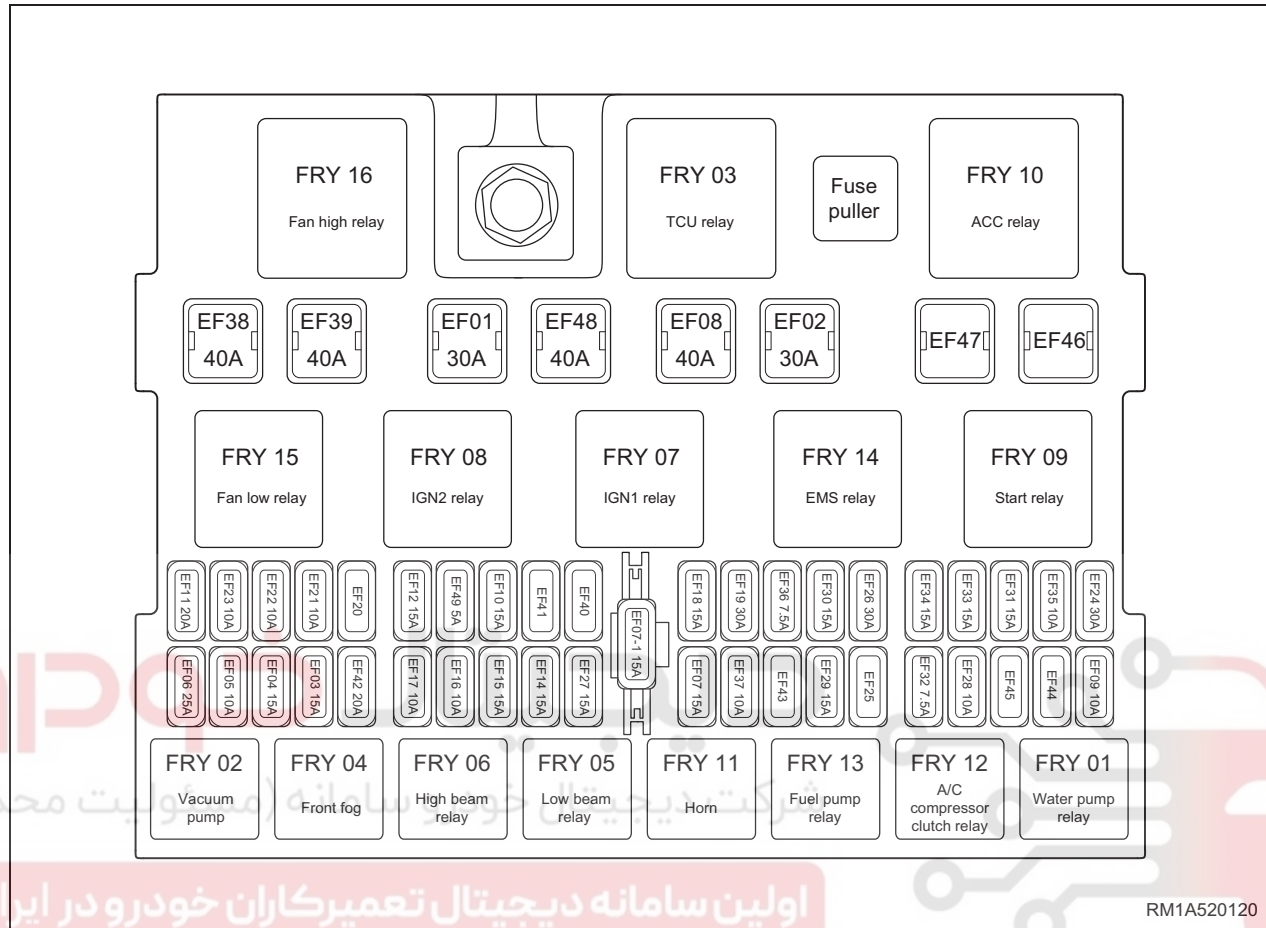 FRY 16
Fan high relay
FRY 03
TCU relay
Fuse
puller
FRY 10
ACC relay
EF38
40A
EF39
40A
EF01
30A
EF48
40A
EF08
40A
EF02
30A
EF47
EF46
FRY 15
Fan low relay
FRY 08
IGN2 relay
FRY 07
IGN1 relay
FRY 14
EMS relay
FRY 09
Start relay
EF11 20A
EF23 10A
EF22 10A
EF21 10A
EF20
EF12 15A
EF49 5A
EF10 15A
EF41
EF40
EF07-1 15A
EF18 15A
EF19 30A
EF36 7.5A
EF30 15A
EF26 30A
EF34 15A
EF33 15A
EF31 15A
EF35 10A
EF24 30A
EF06 25A
EF05 10A
EF04 15A
EF03 15A
EF42 20A
EF17 10A
EF16 10A
EF15 15A
EF14 15A
EF27 15A
EF07 15A
EF37 10A
EF43
EF29 15A
EF25
EF32 7.5A
EF28 10A
EF45
EF44
EF09 10A
دیجیتال خودرو
FRY 02
Vacuum
pump
FRY 04
Front fog
FRY 06
High beam
relay
FRY 05
Low beam
relay
FRY 11
Horn
FRY 13
Fuel pump
relay
FRY 12
A/C
compressor
clutch relay
FRY 01
Water pump
relay
شرکت دیجیتال خودرو سامانه (مسئولیت
اولین سامانه دیجیتال تعمیرکاران خودرو در
RM1A520120